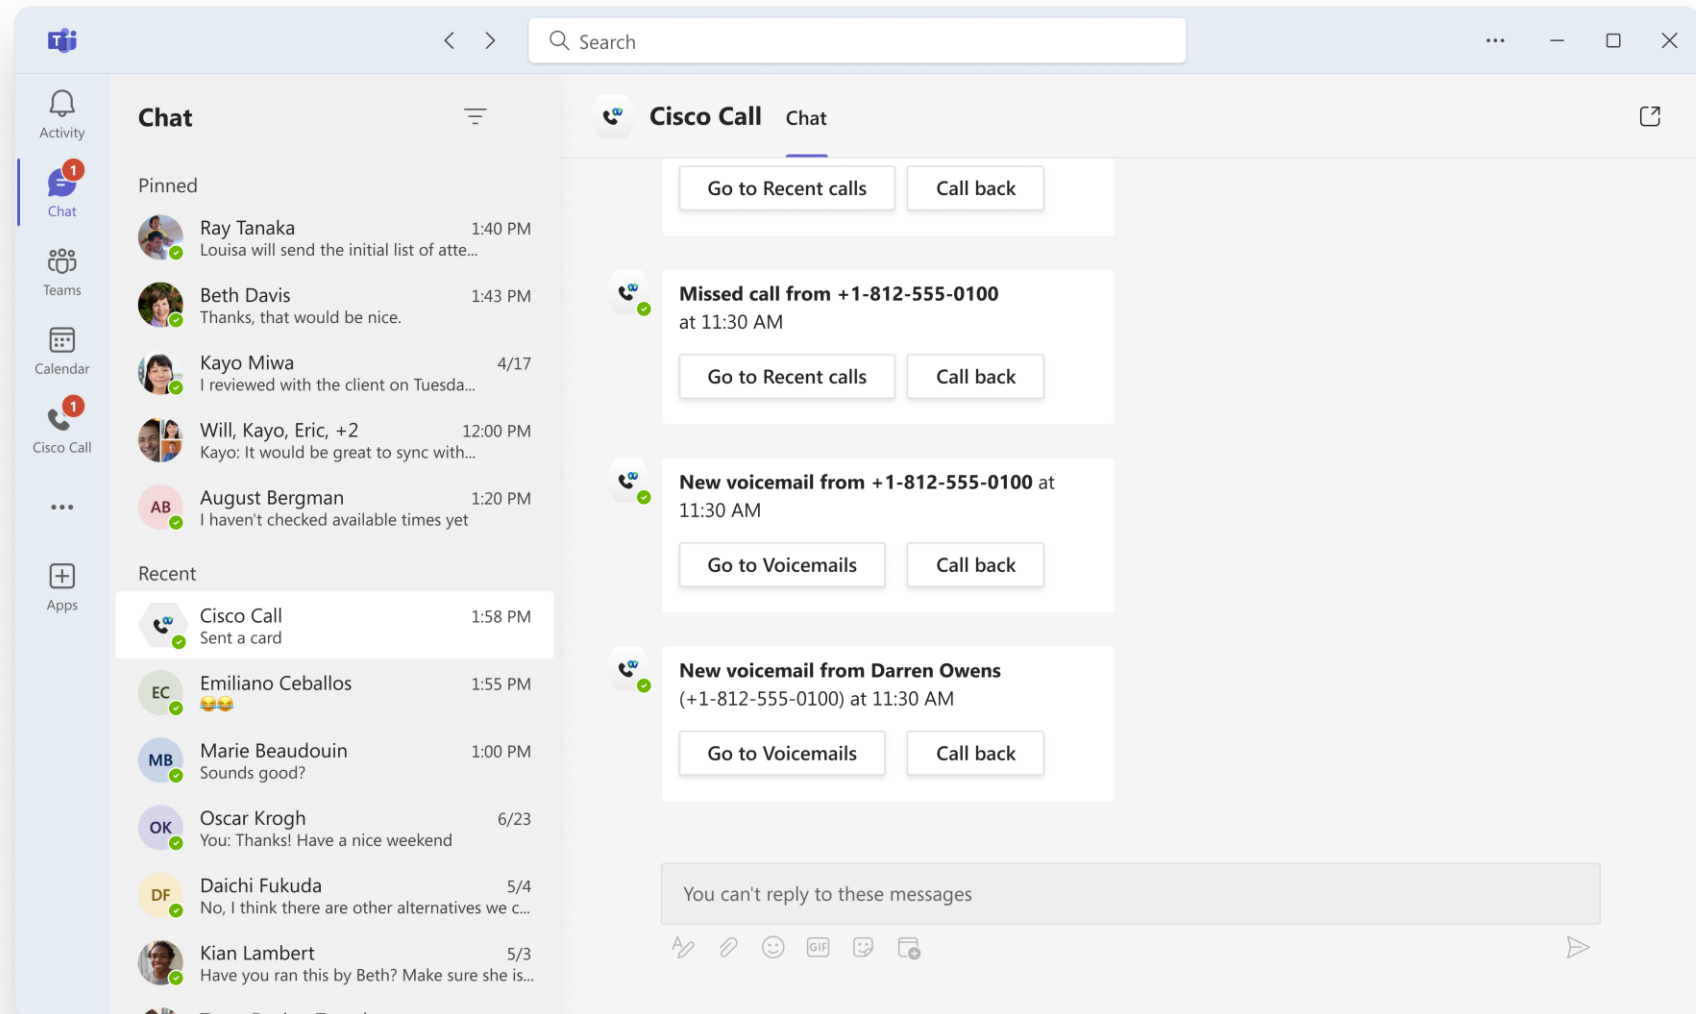 Search
Activity
1
Chat
Teams
Calendar
1
Cisco Call
Apps
Chat
Pinned
Ray Tanaka 1:40 PM
Louisa will send the initial list of atte...
Beth Davis 1:43 PM
Thanks, that would be nice.
Kayo Miwa 4/17
I reviewed with the client on Tuesda...
Will, Kayo, Eric, +2 12:00 PM
Kayo: It would be great to sync with...
AB
August Bergman 1:20 PM
I haven't checked available times yet
Recent
Cisco Call 1:58 PM
Sent a card
EC
Emiliano Ceballos 1:55 PM
😂😂
MB
Marie Beaudouin 1:00 PM
Sounds good?
OK
Oscar Krogh 6/23
You: Thanks! Have a nice weekend
DF
Daichi Fukuda 5/4
No, I think there are other alternatives we c...
Kian Lambert 5/3
Have you ran this by Beth? Make sure she is...
Cisco Call Chat
Go to Recent calls Call back
Missed call from +1-812-555-0100
at 11:30 AM
Go to Recent calls Call back
New voicemail from +1-812-555-0100 at
11:30 AM
Go to Voicemails Call back
New voicemail from Darren Owens
(+1-812-555-0100) at 11:30 AM
Go to Voicemails Call back
You can't reply to these messages
GIF